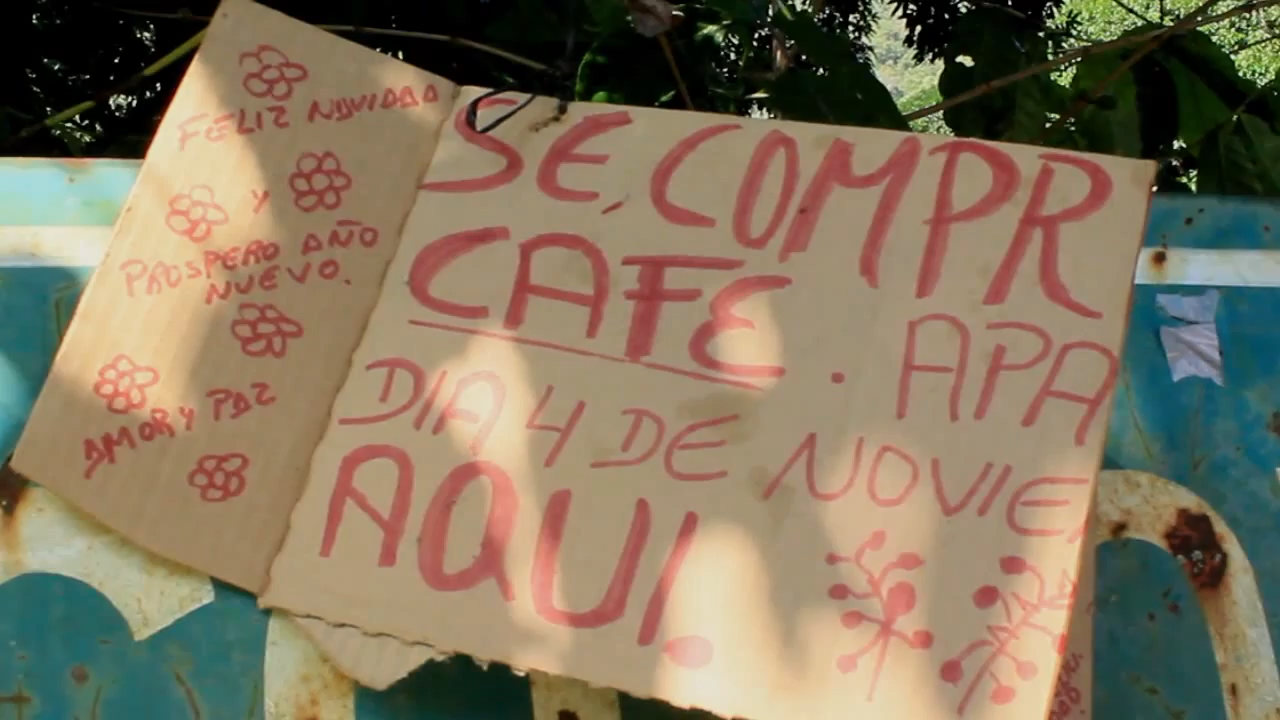 FELIZ NAVIDAD
Y
PROSPERO AÑO
NUEVO.
AMOR Y PAZ
SE, COMPR
CAFE. APA
DIA 4 DE NOVIE
AQUI.